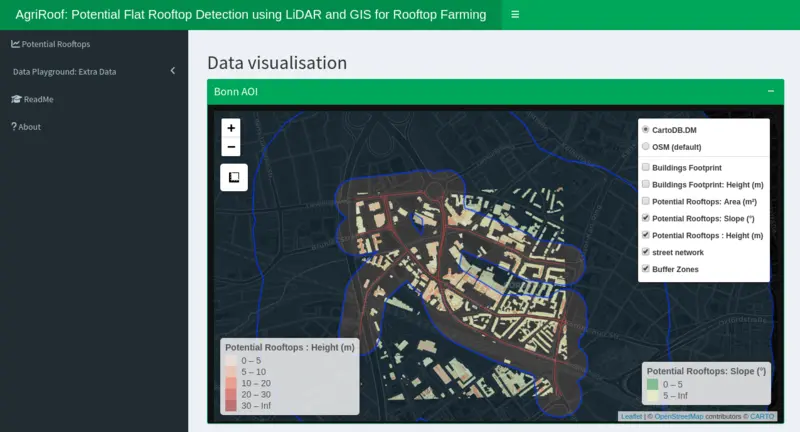 AgriRoof: Potential Flat Rooftop Detection using LiDAR and GIS for Rooftop Farming
Potential Rooftops
Data Playground: Extra Data
ReadMe
About
Data visualisation
Bonn AOI
+
−
CartoDB.DM
OSM (default)
Buildings Footprint
Buildings Footprint: Height (m)
Potential Rooftops: Area (m²)
Potential Rooftops: Slope (°)
Potential Rooftops : Height (m)
street network
Buffer Zones
Potential Rooftops : Height (m)
0 – 5
5 – 10
10 – 20
20 – 30
30 – Inf
Potential Rooftops: Slope (°)
0 – 5
5 – Inf
Leaflet | © OpenStreetMap contributors © CARTO